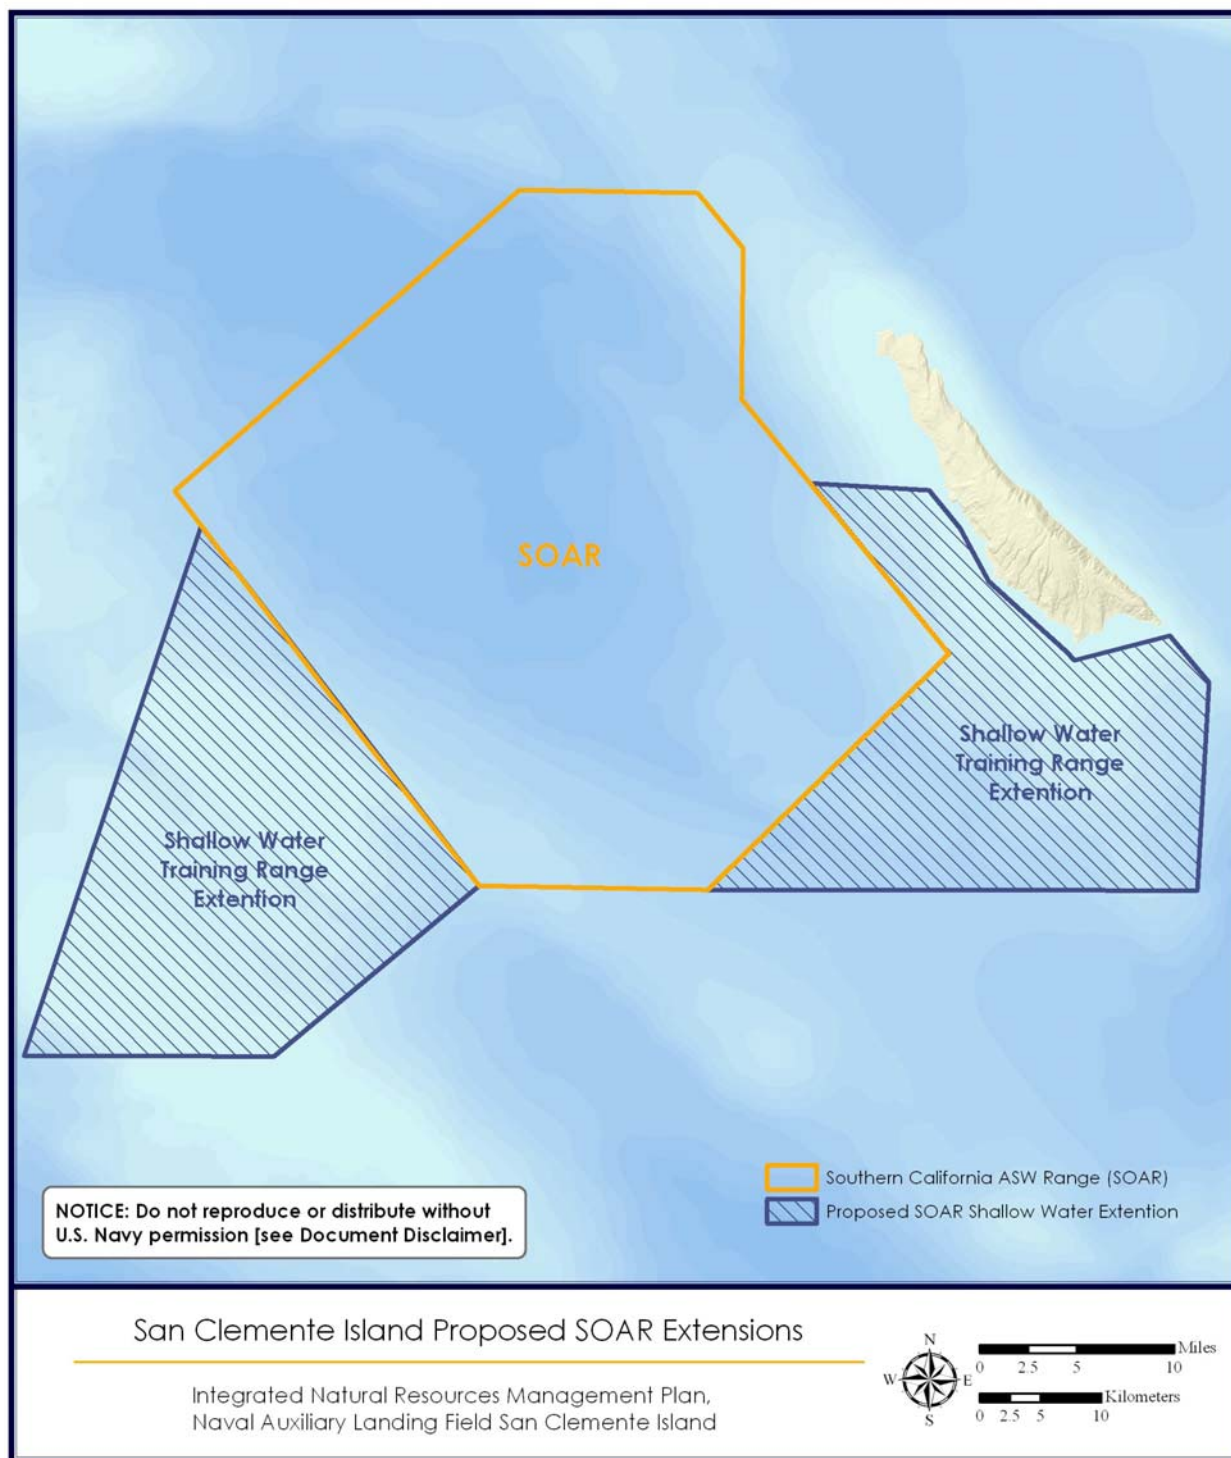 SOAR
Shallow Water
Training Range
Extention
Shallow Water
Training Range
Extention
Southern California ASW Range (SOAR)
Proposed SOAR Shallow Water Extention
NOTICE: Do not reproduce or distribute without
U.S. Navy permission [see Document Disclaimer].
San Clemente Island Proposed SOAR Extensions
Integrated Natural Resources Management Plan,
Naval Auxiliary Landing Field San Clemente Island
N
W E
S
Miles
0 2.5 5 10
Kilometers
0 2.5 5 10